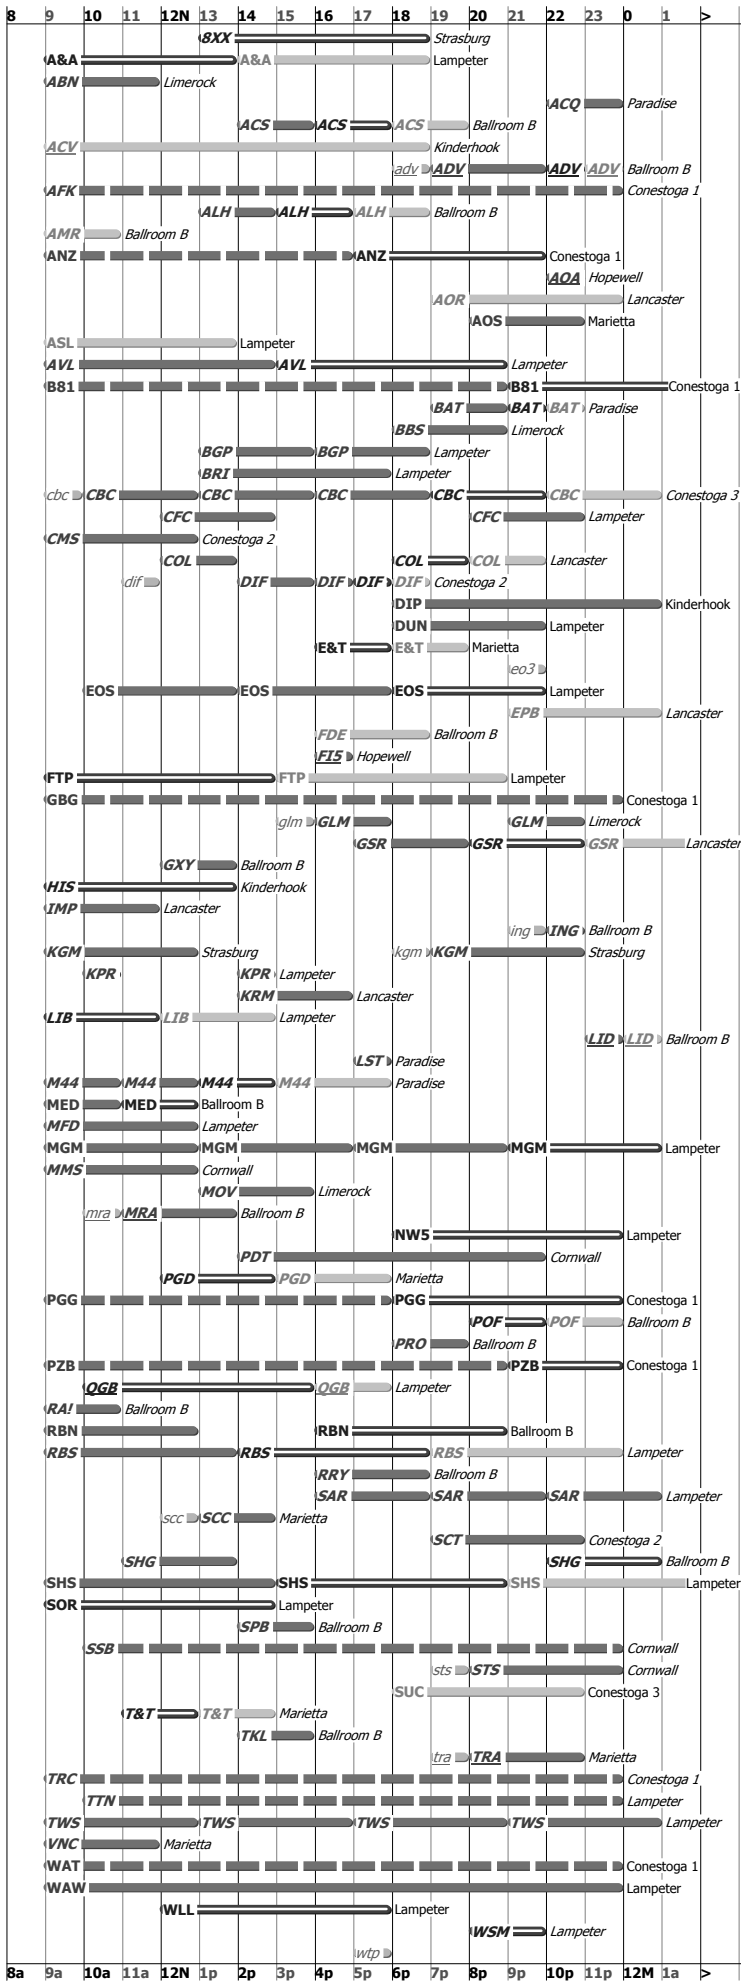 8 9 10 11 12N 13 14 15 16 17 18 19 20 21 22 23 0 1 >
8XX Strasburg
A&A A&A Lampeter
ABN Limerock
ACQ Paradise
ACS ACS ACS Ballroom B
ACV Kinderhook
adv ADV ADV ADV Ballroom B
AFK Conestoga 1
ALH ALH ALH Ballroom B
AMR Ballroom B
ANZ ANZ Conestoga 1
AOA Hopewell
AOR Lancaster
AOS Marietta
ASL Lampeter
AVL AVL Lampeter
B81 B81 Conestoga 1
BAT BAT BAT Paradise
BBS Limerock
BGP BGP Lampeter
BRI Lampeter
cbc CBC CBC CBC CBC CBC Conestoga 3
CFC CFC Lampeter
CMS Conestoga 2
COL COL COL Lancaster
dif DIF DIF DIF DIF Conestoga 2
DIP Kinderhook
DUN Lampeter
E&T E&T Marietta
eo3
EOS EOS EOS Lampeter
EPB Lancaster
FDE Ballroom B
FI5 Hopewell
FTP FTP Lampeter
GBG Conestoga 1
glm GLM GLM Limerock
GSR GSR GSR Lancaster
GXY Ballroom B
HIS Kinderhook
IMP Lancaster
ing ING Ballroom B
KGM Strasburg kgm KGM Strasburg
KPR KPR Lampeter
KRM Lancaster
LIB LIB Lampeter
LID LID Ballroom B
LST Paradise
M44 M44 M44 M44 Paradise
MED MED Ballroom B
MFD Lampeter
MGM MGM MGM MGM Lampeter
MMS Cornwall
MOV Limerock
mra MRA Ballroom B
NW5 Lampeter
PDT Cornwall
PGD PGD Marietta
PGG PGG Conestoga 1
POF POF Ballroom B
PRO Ballroom B
PZB PZB Conestoga 1
QGB QGB Lampeter
RA! Ballroom B
RBN RBN Ballroom B
RBS RBS RBS Lampeter
RRY Ballroom B
SAR SAR SAR Lampeter
scc SCC Marietta
SCT Conestoga 2
SHG SHG Ballroom B
SHS SHS SHS Lampeter
SOR Lampeter
SPB Ballroom B
SSB Cornwall
sts STS Cornwall
SUC Conestoga 3
T&T T&T Marietta
TKL Ballroom B
tra TRA Marietta
TRC Conestoga 1
TTN Lampeter
TWS TWS TWS TWS Lampeter
VNC Marietta
WAT Conestoga 1
WAW Lampeter
WLL Lampeter
WSM Lampeter
wtp
8a 9a 10a 11a 12N 1p 2p 3p 4p 5p 6p 7p 8p 9p 10p 11p 12M 1a >